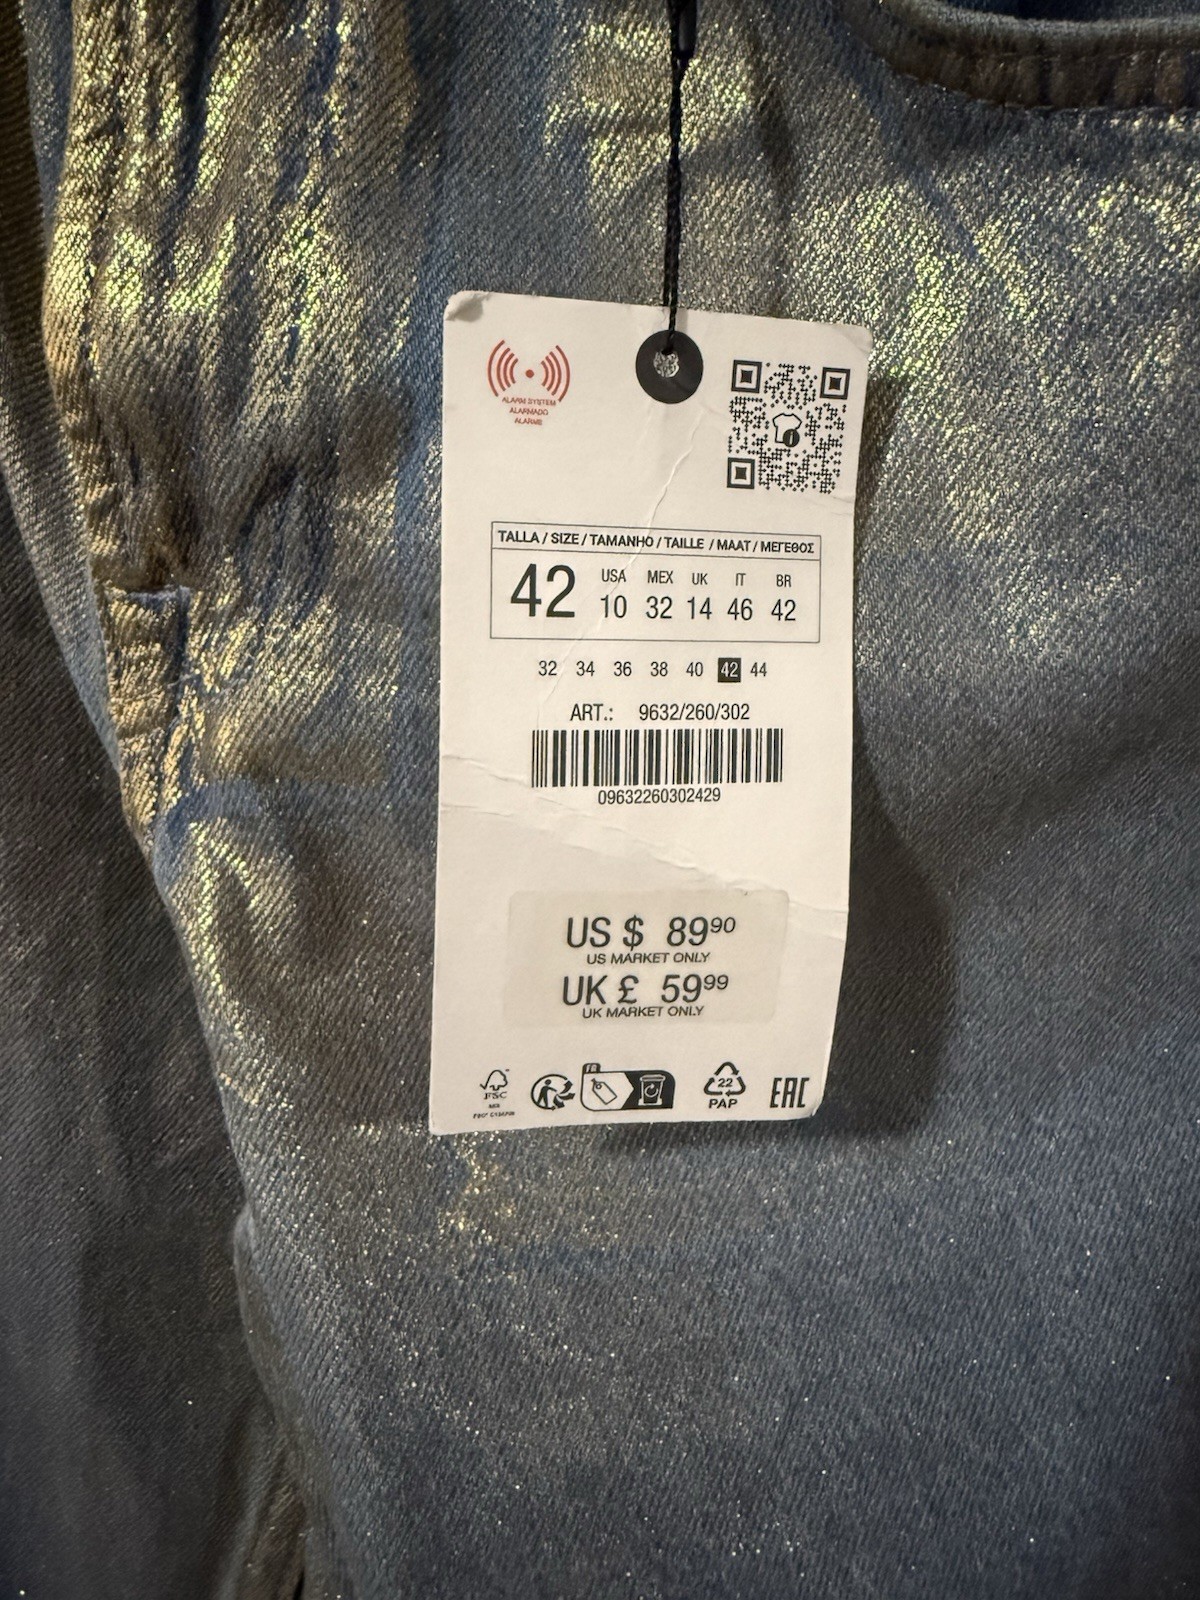 ALARM SYSTEM
ALARMADO
ALARME
TALLA / SIZE / TAMANHO / TAILLE / MAAT / ΜΕΓΕΘΟΣ
42
USA MEX UK IT BR
10 32 14 46 42
32 34 36 38 40 42 44
ART.: 9632/260/302
09632260302429
US $ 89⁹⁰
US MARKET ONLY
UK £ 59⁹⁹
UK MARKET ONLY
FSC
FR
22
PAP
EAC